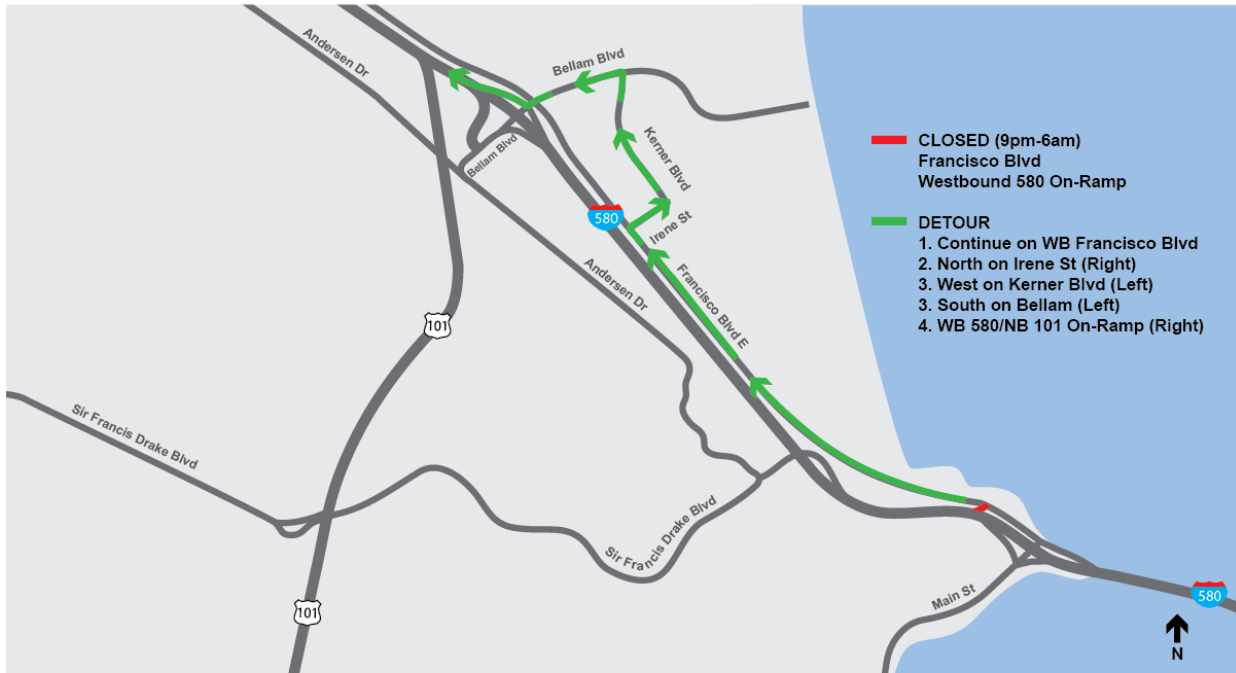 Andersen Dr
Bellam Blvd
Bellam Blvd
Kerner Blvd
CLOSED (9pm-6am)
Francisco Blvd
Westbound 580 On-Ramp
580
Irene St
DETOUR
1. Continue on WB Francisco Blvd
2. North on Irene St (Right)
3. West on Kerner Blvd (Left)
3. South on Bellam (Left)
4. WB 580/NB 101 On-Ramp (Right)
Andersen Dr
Francisco Blvd E
101
Sir Francis Drake Blvd
Sir Francis Drake Blvd
Main St
580
101
N